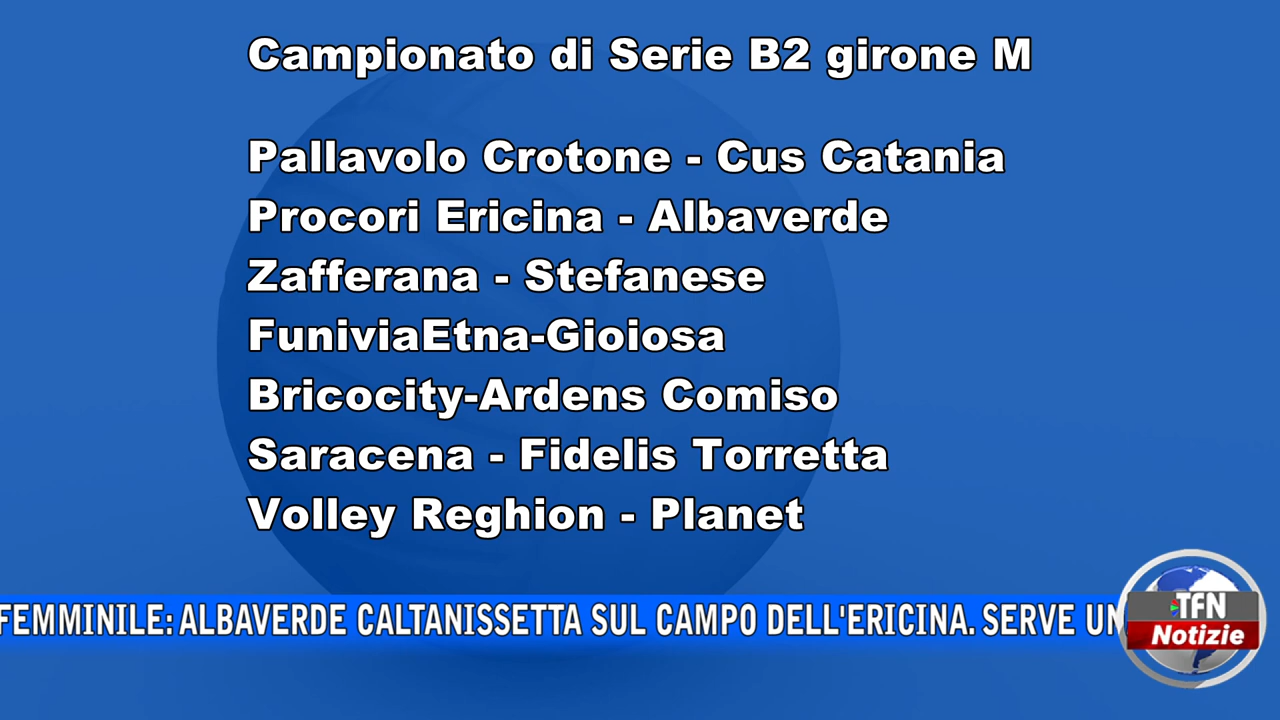 Campionato di Serie B2 girone M
Pallavolo Crotone - Cus Catania
Procori Ericina - Albaverde
Zafferana - Stefanese
FuniviaEtna-Gioiosa
Bricocity-Ardens Comiso
Saracena - Fidelis Torretta
Volley Reghion - Planet
FEMMINILE: ALBAVERDE CALTANISSETTA SUL CAMPO DELL'ERICINA. SERVE UN
TFN
Notizie